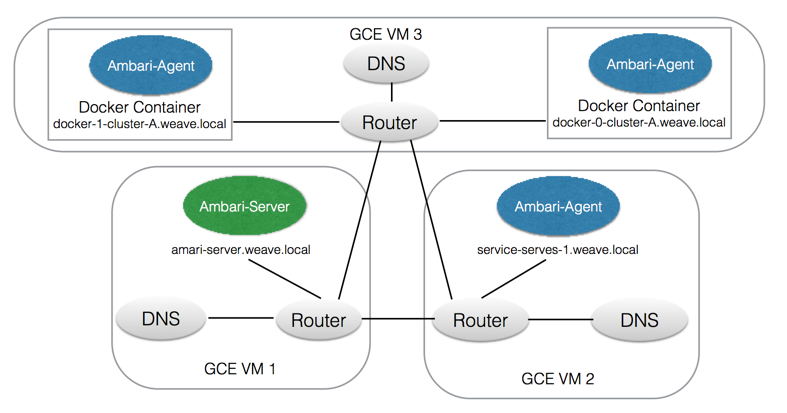 GCE VM 3
Ambari-Agent
Docker Container
docker-1-cluster-A.weave.local
DNS
Router
Ambari-Agent
Docker Container
docker-0-cluster-A.weave.local
Ambari-Server
amari-server.weave.local
DNS
Router
GCE VM 1
Ambari-Agent
service-serves-1.weave.local
Router
DNS
GCE VM 2